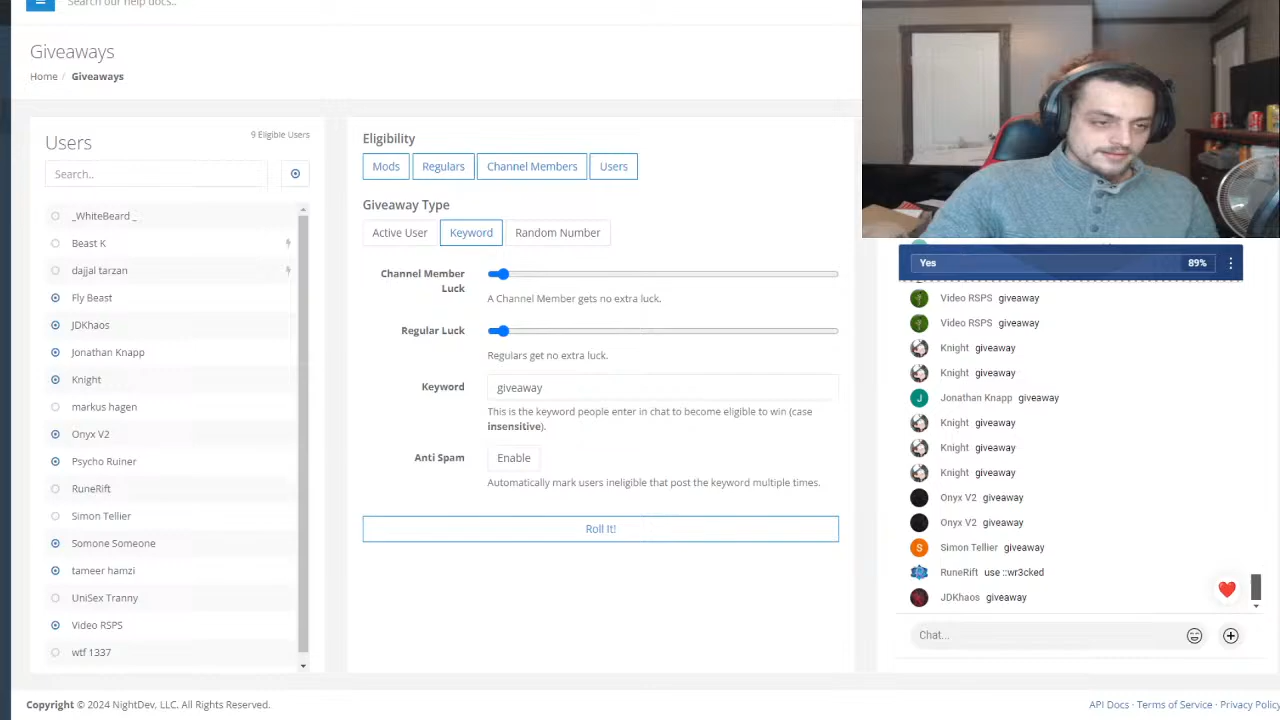 Search our help docs..
Giveaways
Home / Giveaways
Users
9 Eligible Users
Search..
_WhiteBeard _
Beast K
dajjal tarzan
Fly Beast
JDKhaos
Jonathan Knapp
Knight
markus hagen
Onyx V2
Psycho Ruiner
RuneRift
Simon Tellier
Somone Someone
tameer hamzi
UniSex Tranny
Video RSPS
wtf 1337
Eligibility
Mods Regulars Channel Members Users
Giveaway Type
Active User Keyword Random Number
Channel Member
Luck
A Channel Member gets no extra luck.
Regular Luck
Regulars get no extra luck.
Keyword
giveaway
This is the keyword people enter in chat to become eligible to win (case
insensitive).
Anti Spam
Enable
Automatically mark users ineligible that post the keyword multiple times.
Roll It!
Yes 89%
Video RSPS giveaway
Video RSPS giveaway
Knight giveaway
Knight giveaway
J Jonathan Knapp giveaway
Knight giveaway
Knight giveaway
Knight giveaway
Onyx V2 giveaway
Onyx V2 giveaway
S Simon Tellier giveaway
RuneRift use ::wr3cked
JDKhaos giveaway
Chat...
Copyright © 2024 NightDev, LLC. All Rights Reserved.
API Docs · Terms of Service · Privacy Policy